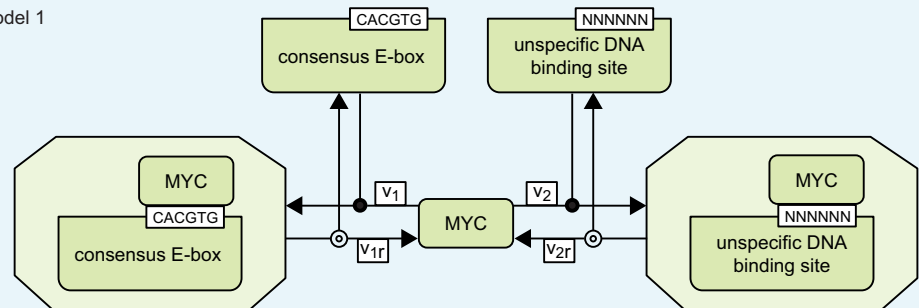 odel 1
CACGTG
consensus E-box
NNNNNN
unspecific DNA
binding site
MYC
CACGTG
consensus E-box
v1
v1r
MYC
v2
v2r
MYC
NNNNNN
unspecific DNA
binding site